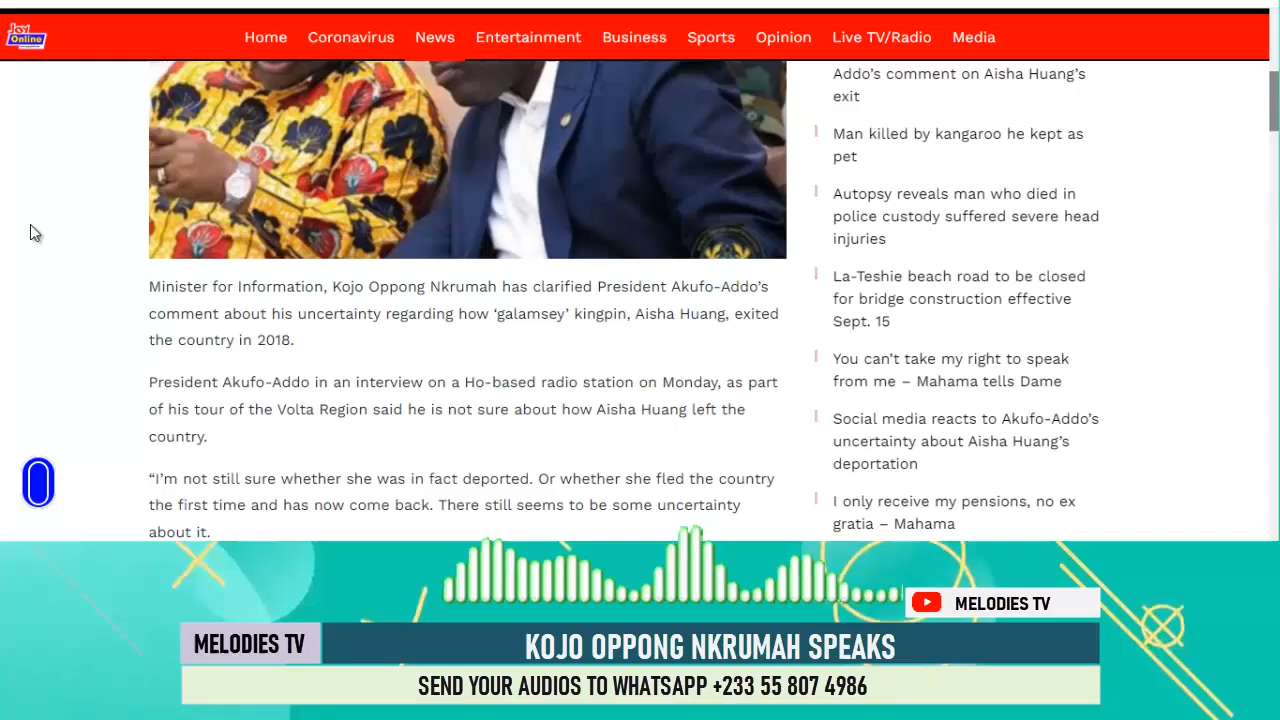 Joy
Online
Home Coronavirus News Entertainment Business Sports Opinion Live TV/Radio Media
Minister for Information, Kojo Oppong Nkrumah has clarified President Akufo-Addo’s
comment about his uncertainty regarding how ‘galamsey’ kingpin, Aisha Huang, exited
the country in 2018.
President Akufo-Addo in an interview on a Ho-based radio station on Monday, as part
of his tour of the Volta Region said he is not sure about how Aisha Huang left the
country.
“I’m not still sure whether she was in fact deported. Or whether she fled the country
the first time and has now come back. There still seems to be some uncertainty
about it.
Addo’s comment on Aisha Huang’s
exit
Man killed by kangaroo he kept as
pet
Autopsy reveals man who died in
police custody suffered severe head
injuries
La-Teshie beach road to be closed
for bridge construction effective
Sept. 15
You can’t take my right to speak
from me – Mahama tells Dame
Social media reacts to Akufo-Addo’s
uncertainty about Aisha Huang’s
deportation
I only receive my pensions, no ex
gratia – Mahama
MELODIES TV
MELODIES TV
KOJO OPPONG NKRUMAH SPEAKS
SEND YOUR AUDIOS TO WHATSAPP +233 55 807 4986